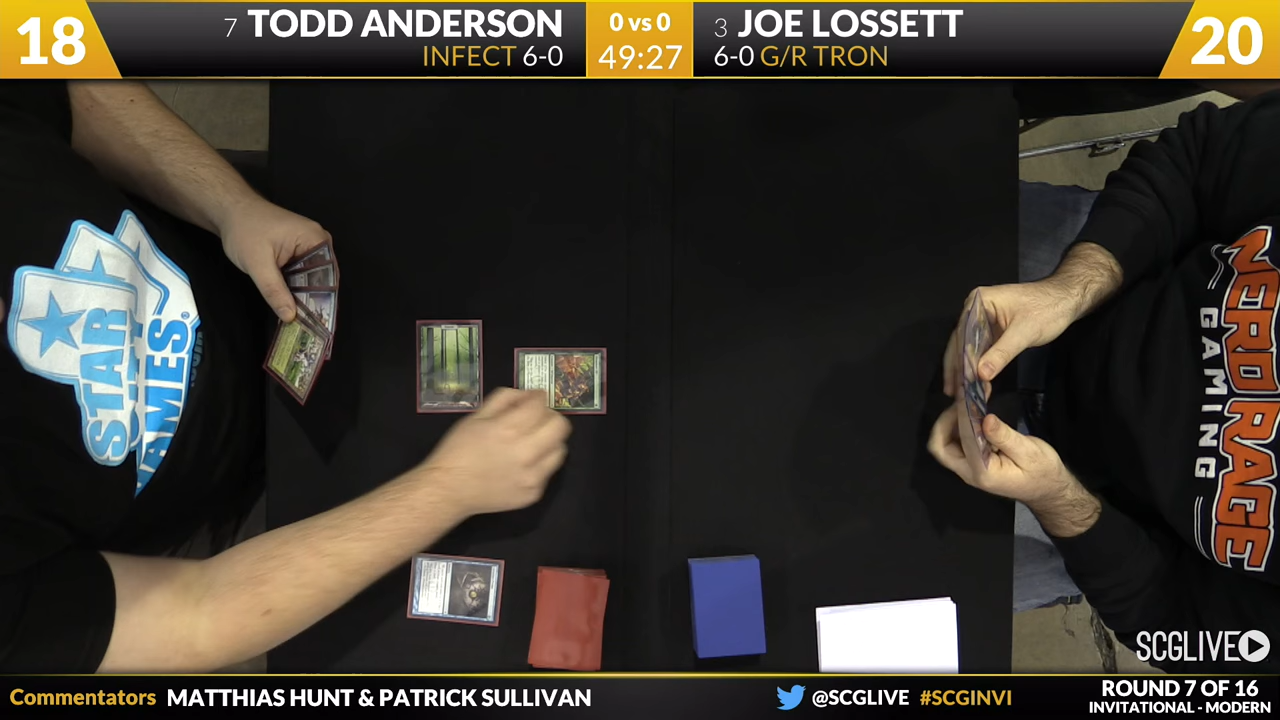 18
7 TODD ANDERSON
INFECT 6-0
0 vs 0
49:27
3 JOE LOSSETT
6-0 G/R TRON
20
STAR
GAMES
NERD RAGE
GAMING
SCGLIVE
Commentators MATTHIAS HUNT & PATRICK SULLIVAN
@SCGLIVE #SCGINVI
ROUND 7 OF 16
INVITATIONAL - MODERN